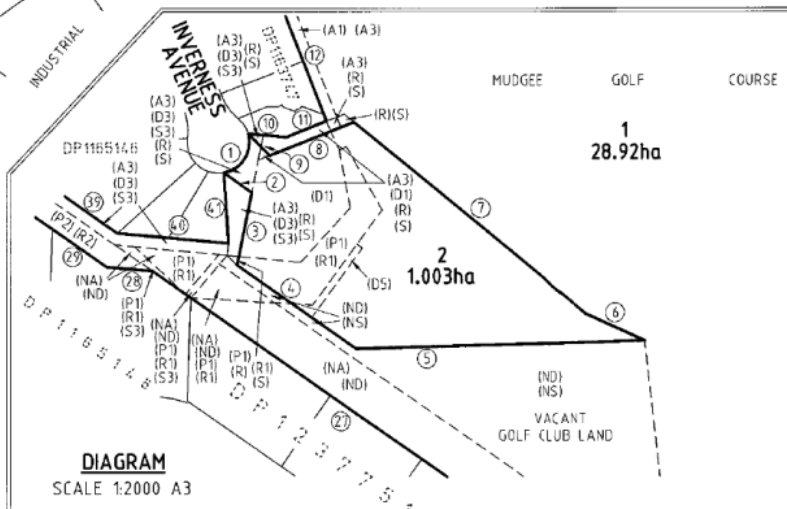 INDUSTRIAL
INVERNESS
AVENUE
(A3)
(D3) (R)
(S3) (S)
(A1) (A3)
12
(A3)
(R)
(S)
(R)(S)
MUDGEE GOLF COURSE
1
28.92ha
(A3)
(D3)
(S3)
(R)
(S)
10
11
8
9
1
2
DP1165146
(A3)
(D3)
(S3)
(D1)
(A3)
(D1)
(R)
(S)
7
39
40
41
3
(A3)
(D3) (R)
(S3) (S)
(P2) (R2)
29
(P1)
(R1)
(P1)
(R1)
(DS)
2
1.003ha
(NA)
(ND)
28
(P1)
(R1)
(S3)
4
(ND)
(NS)
6
5
(NA)
(ND)
(P1)
(R1)
(S3)
(NA)
(ND)
(P1)
(R1)
(P1)
(R)
(R1)
(S)
(NA)
(ND)
(ND)
(NS)
DP1165146
27
VACANT
GOLF CLUB LAND
DIAGRAM
SCALE 1:2000 A3